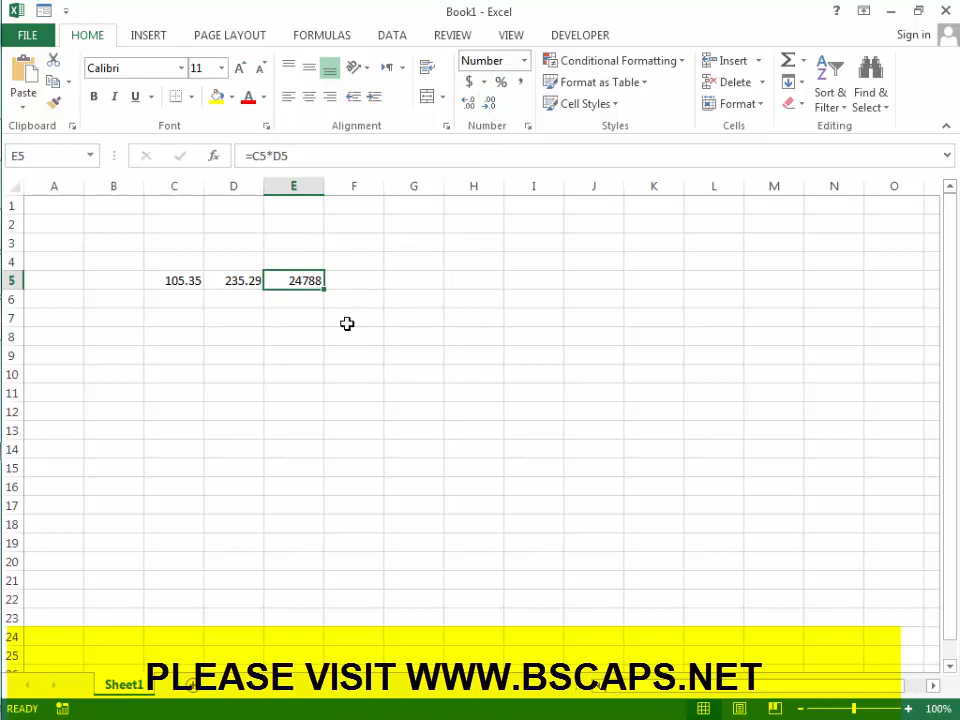 Book1 - Excel
FILE HOME INSERT PAGE LAYOUT FORMULAS DATA REVIEW VIEW DEVELOPER Sign in
Paste
Calibri 11
B I U
Number
$ % ,
Conditional Formatting
Format as Table
Cell Styles
Insert
Delete
Format
Sort & Filter
Find & Select
Clipboard Font Alignment Number Styles Cells Editing
E5 fx =C5*D5
A B C D E F G H I J K L M N O
1
2
3
4
5 105.35 235.29 24788
6
7
8
9
10
11
12
13
14
15
16
17
18
19
20
21
22
23
24
25
Sheet1
PLEASE VISIT WWW.BSCAPS.NET
READY 100%